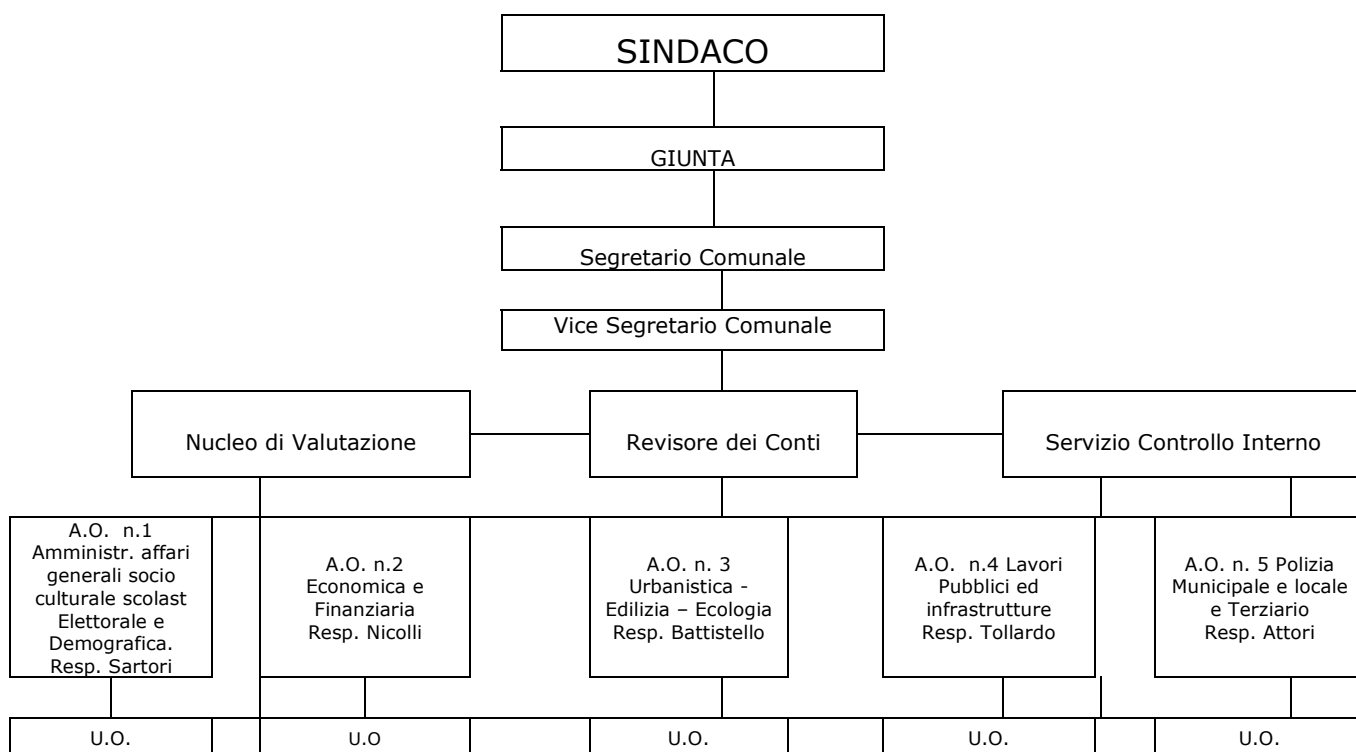 SINDACO
GIUNTA
Segretario Comunale
Vice Segretario Comunale
Nucleo di Valutazione
Revisore dei Conti
Servizio Controllo Interno
A.O. n.1
Amministr. affari
generali socio
culturale scolast
Elettorale e
Demografica.
Resp. Sartori
A.O. n.2
Economica e
Finanziaria
Resp. Nicolli
A.O. n. 3
Urbanistica -
Edilizia – Ecologia
Resp. Battistello
A.O. n.4 Lavori
Pubblici ed
infrastrutture
Resp. Tollardo
A.O. n. 5 Polizia
Municipale e locale
e Terziario
Resp. Attori
U.O.
U.O
U.O.
U.O.
U.O.